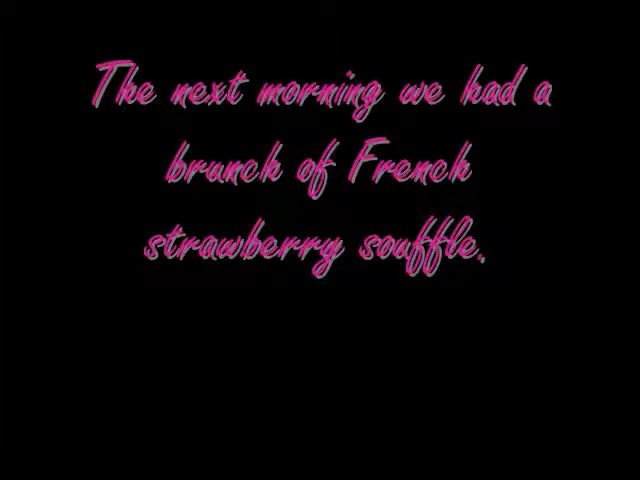 The next morning we had a
brunch of French
strawberry souffle.